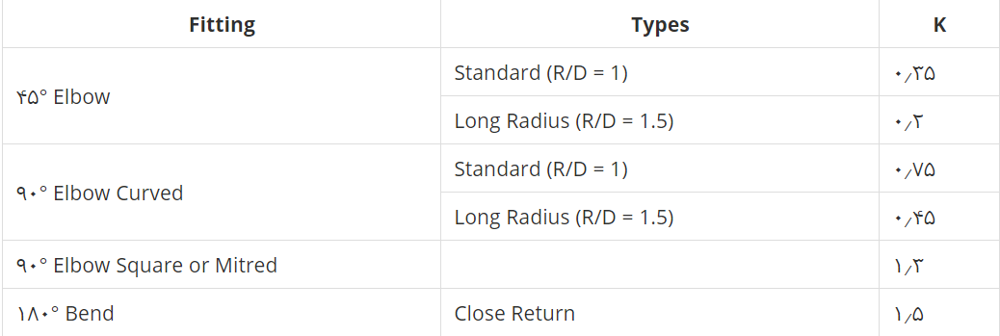 Fitting Types K
۴۵° Elbow
Standard (R/D = 1) ۰٫۳۵
Long Radius (R/D = 1.5) ۰٫۲
۹۰° Elbow Curved
Standard (R/D = 1) ۰٫۷۵
Long Radius (R/D = 1.5) ۰٫۴۵
۹۰° Elbow Square or Mitred ۱٫۳
۱۸۰° Bend Close Return ۱٫۵